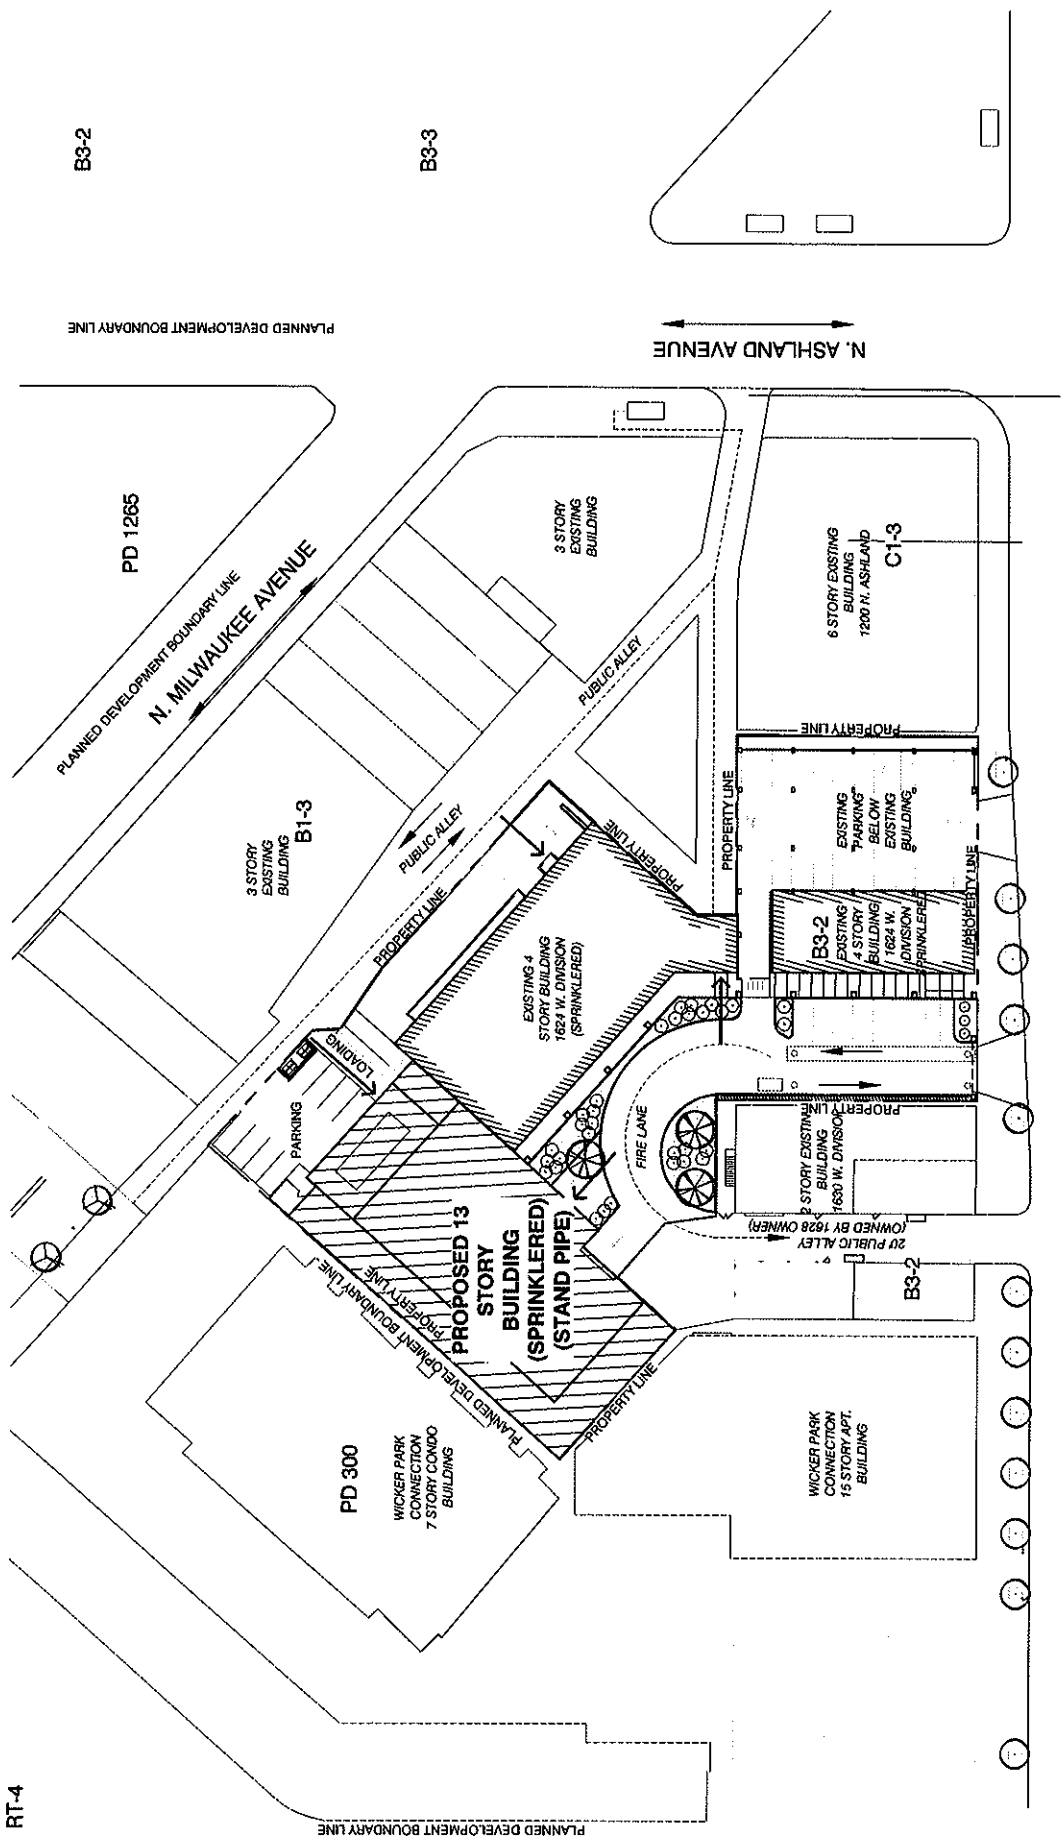 RT-4
B3-2
B3-3
PLANNED DEVELOPMENT BOUNDARY LINE
N. ASHLAND AVENUE
PD 1265
PLANNED DEVELOPMENT BOUNDARY LINE
N. MILWAUKEE AVENUE
3 STORY
EXISTING
BUILDING
PUBLIC ALLEY
6 STORY EXISTING
BUILDING
1200 N. ASHLAND
C1-3
3 STORY
EXISTING
BUILDING
B1-3
PUBLIC ALLEY
PROPERTY LINE
PROPERTY LINE
PROPERTY LINE
PROPERTY LINE
EXISTING
PARKING
BELOW
EXISTING
BUILDING
PROPERTY LINE
B3-2
EXISTING
4 STORY
BUILDING
1624 W.
DIVISION
SPRINKLERED
EXISTING 4
STORY BUILDING
1624 W. DIVISION
(SPRINKLERED)
LOADING
PARKING
FIRE LANE
PROPERTY LINE
2 STORY EXISTING
BUILDING
1630 W. DIVISION
20' PUBLIC ALLEY
(OWNED BY 1628 OWNER)
B3-2
PROPOSED 13
STORY
BUILDING
(SPRINKLERED)
(STAND PIPE)
PROPERTY LINE
PLANNED DEVELOPMENT BOUNDARY LINE
PROPERTY LINE
PD 300
WICKER PARK
CONNECTION
7 STORY CONDO
BUILDING
WICKER PARK
CONNECTION
15 STORY APT.
BUILDING
PLANNED DEVELOPMENT BOUNDARY LINE